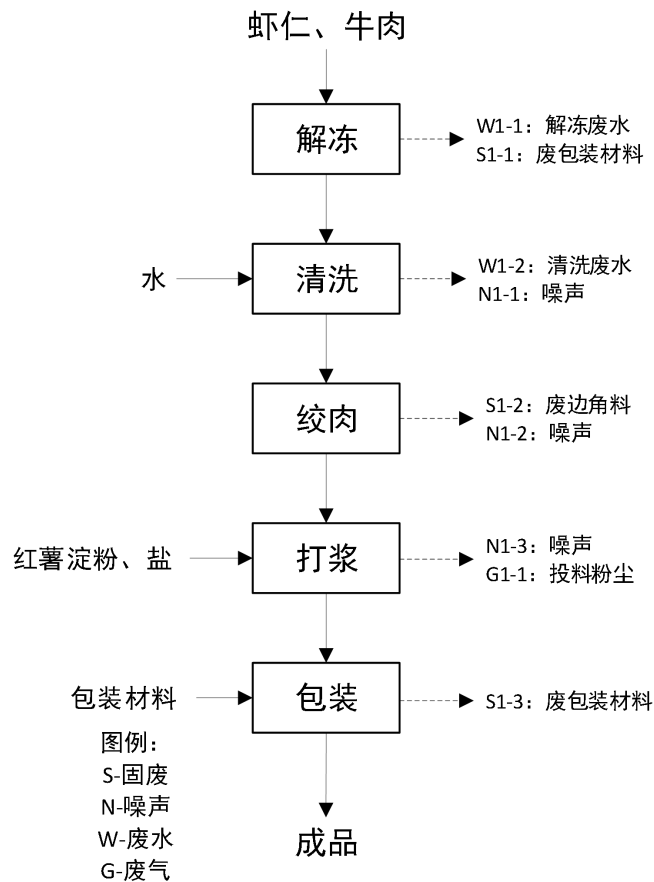 虾仁、牛肉
解冻
W1-1：解冻废水
S1-1：废包装材料
水
清洗
W1-2：清洗废水
N1-1：噪声
绞肉
S1-2：废边角料
N1-2：噪声
红薯淀粉、盐
打浆
N1-3：噪声
G1-1：投料粉尘
包装材料
包装
S1-3：废包装材料
图例：
S-固废
N-噪声
W-废水
G-废气
成品